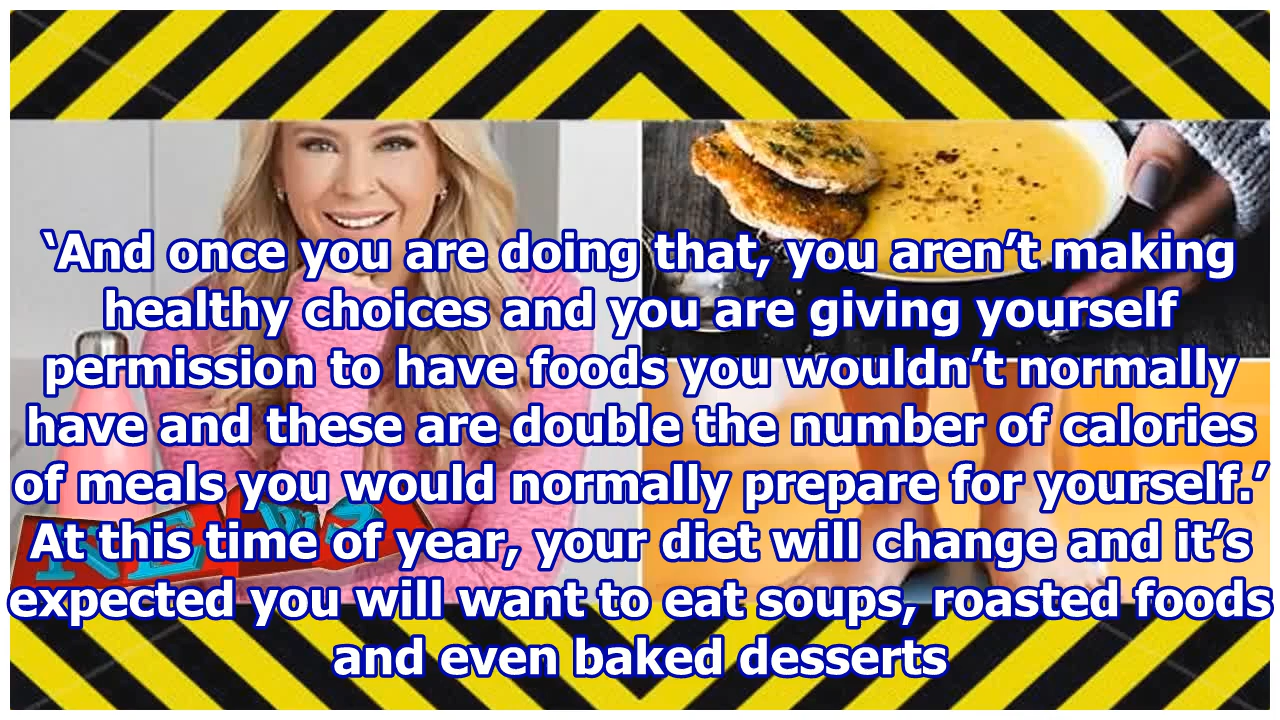 ‘And once you are doing that, you aren’t making
healthy choices and you are giving yourself
permission to have foods you wouldn’t normally
have and these are double the number of calories
of meals you would normally prepare for yourself.’
At this time of year, your diet will change and it’s
expected you will want to eat soups, roasted foods
and even baked desserts